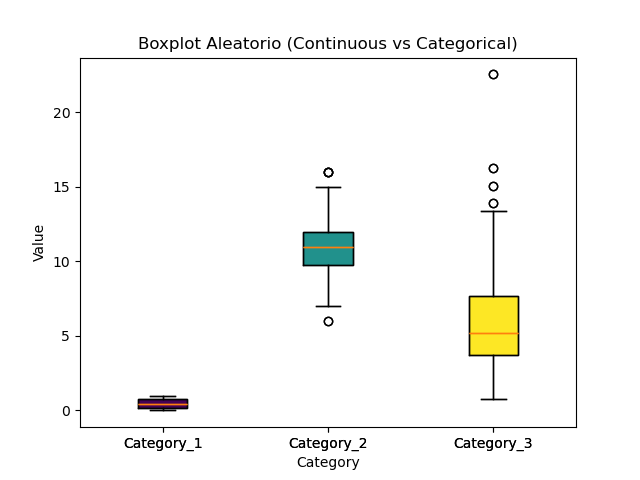 Boxplot Aleatorio (Continuous vs Categorical)
Value
20
15
10
5
0
Category_1 Category_2 Category_3
Category